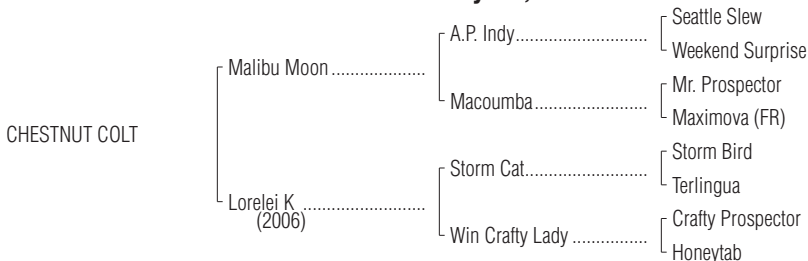 Seattle Slew
A.P. Indy
Weekend Surprise
Malibu Moon
Mr. Prospector
Macoumba
Maximova (FR)
CHESTNUT COLT
Storm Bird
Storm Cat
Terlingua
Lorelei K
(2006)
Crafty Prospector
Win Crafty Lady
Honeytab